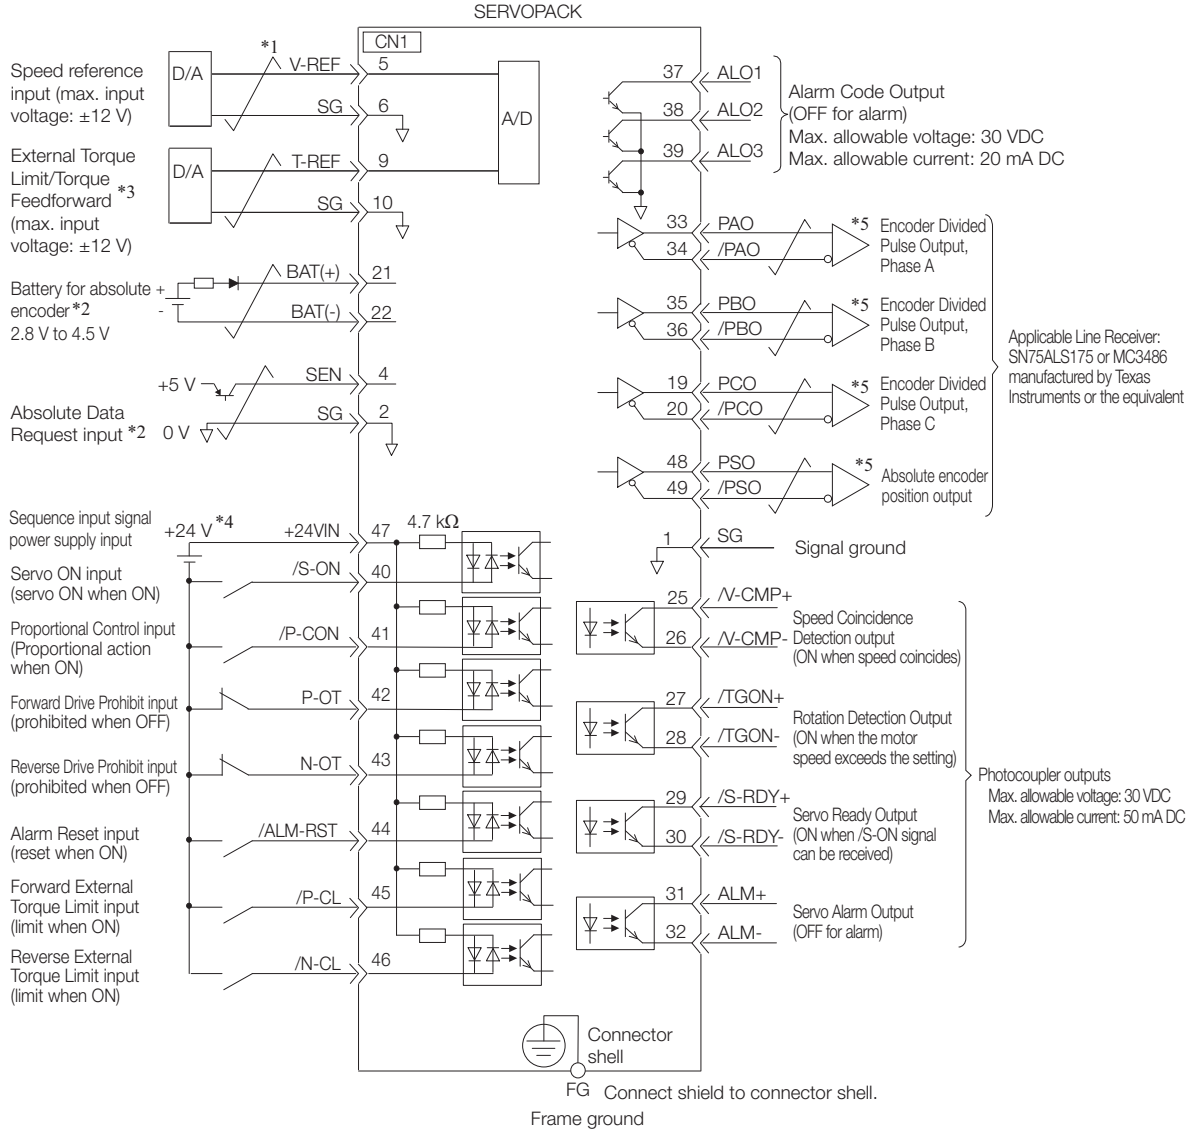 SERVOPACK
CN1
Speed reference
input (max. input
voltage: ±12 V)
D/A
*1
V-REF
5
SG
6
A/D
External Torque
Limit/Torque
Feedforward *3
(max. input
voltage: ±12 V)
D/A
T-REF
9
SG
10
Battery for absolute
encoder*2
2.8 V to 4.5 V
+
-
BAT(+)
21
BAT(-)
22
+5 V
SEN
4
Absolute Data
Request input *2
0 V
SG
2
Sequence input signal
power supply input
+24 V *4
+24VIN
47
4.7 kΩ
Servo ON input
(servo ON when ON)
/S-ON
40
Proportional Control input
(Proportional action
when ON)
/P-CON
41
Forward Drive Prohibit input
(prohibited when OFF)
P-OT
42
Reverse Drive Prohibit input
(prohibited when OFF)
N-OT
43
Alarm Reset input
(reset when ON)
/ALM-RST
44
Forward External
Torque Limit input
(limit when ON)
/P-CL
45
Reverse External
Torque Limit input
(limit when ON)
/N-CL
46
37
ALO1
38
ALO2
39
ALO3
Alarm Code Output
(OFF for alarm)
Max. allowable voltage: 30 VDC
Max. allowable current: 20 mA DC
33
PAO
34
/PAO
*5
Encoder Divided
Pulse Output,
Phase A
35
PBO
36
/PBO
*5
Encoder Divided
Pulse Output,
Phase B
19
PCO
20
/PCO
*5
Encoder Divided
Pulse Output,
Phase C
48
PSO
49
/PSO
*5
Absolute encoder
position output
Applicable Line Receiver:
SN75ALS175 or MC3486
manufactured by Texas
Instruments or the equivalent
1
SG
Signal ground
25
/V-CMP+
26
/V-CMP-
Speed Coincidence
Detection output
(ON when speed coincides)
27
/TGON+
28
/TGON-
Rotation Detection Output
(ON when the motor
speed exceeds the setting)
29
/S-RDY+
30
/S-RDY-
Servo Ready Output
(ON when /S-ON signal
can be received)
31
ALM+
32
ALM-
Servo Alarm Output
(OFF for alarm)
Photocoupler outputs
Max. allowable voltage: 30 VDC
Max. allowable current: 50 mA DC
Connector
shell
FG
Connect shield to connector shell.
Frame ground